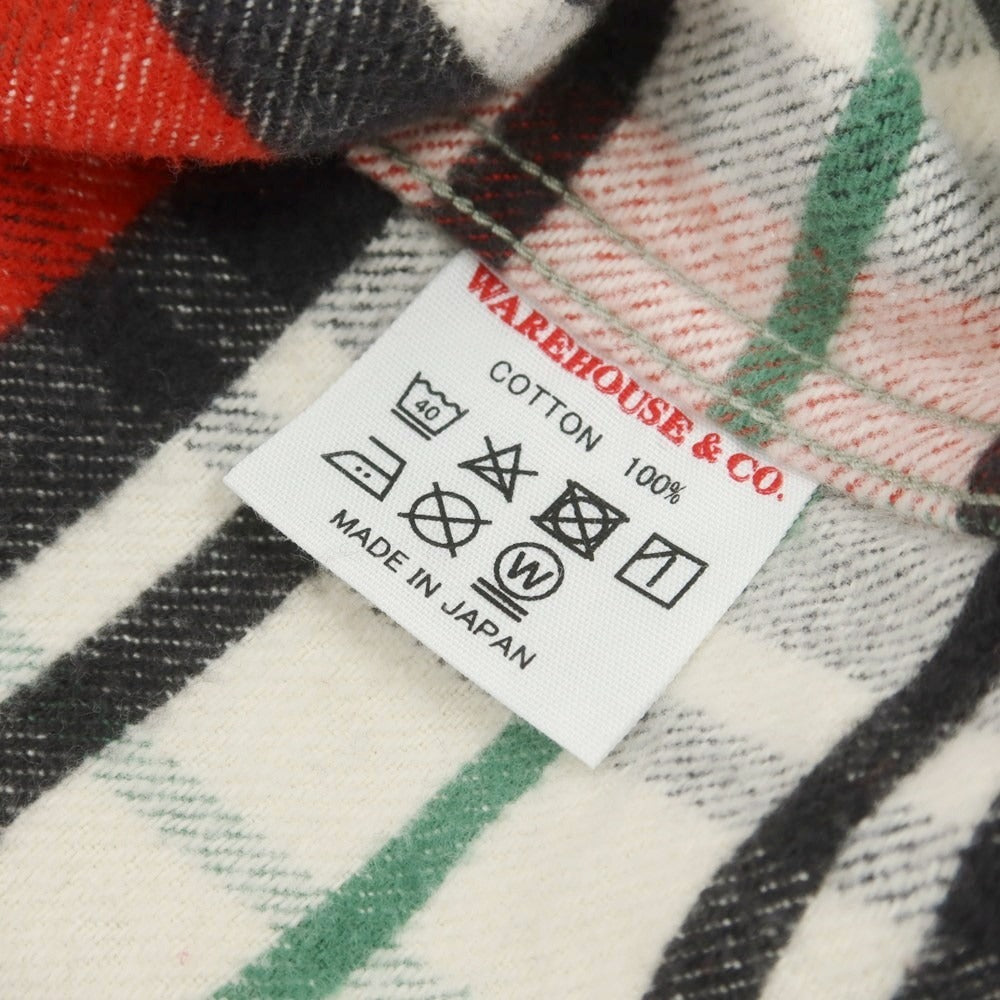 WAREHOUSE & CO.
COTTON 100%
40
W
MADE IN JAPAN